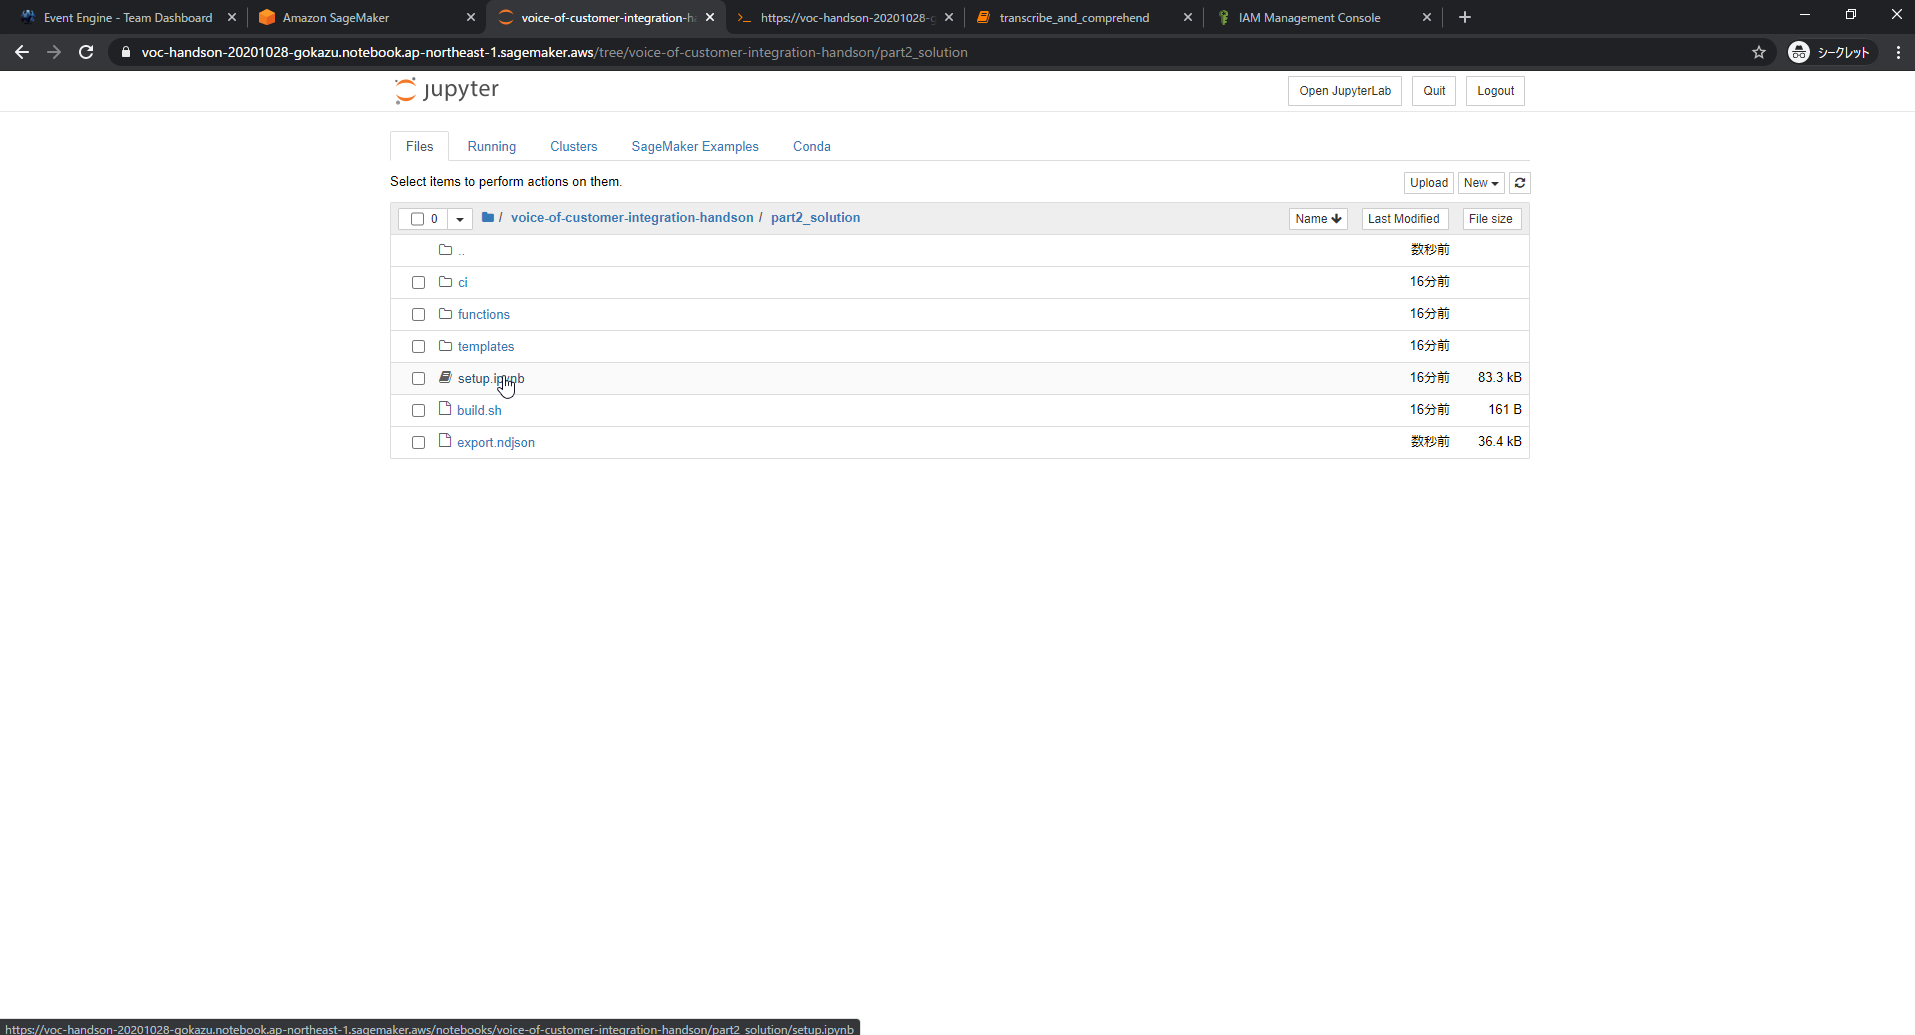 Event Engine - Team Dashboard
Amazon SageMaker
voice-of-customer-integration-ha
https://voc-handson-20201028-g
transcribe_and_comprehend
IAM Management Console
voc-handson-20201028-gokazu.notebook.ap-northeast-1.sagemaker.aws/tree/voice-of-customer-integration-handson/part2_solution
シークレット
jupyter
Open JupyterLab
Quit
Logout
Files
Running
Clusters
SageMaker Examples
Conda
Select items to perform actions on them.
Upload
New
0
/ voice-of-customer-integration-handson / part2_solution
Name
Last Modified
File size
..
数秒前
ci
16分前
functions
16分前
templates
16分前
setup.ipynb
16分前
83.3 kB
build.sh
16分前
161 B
export.ndjson
数秒前
36.4 kB
https://voc-handson-20201028-gokazu.notebook.ap-northeast-1.sagemaker.aws/notebooks/voice-of-customer-integration-handson/part2_solution/setup.ipynb